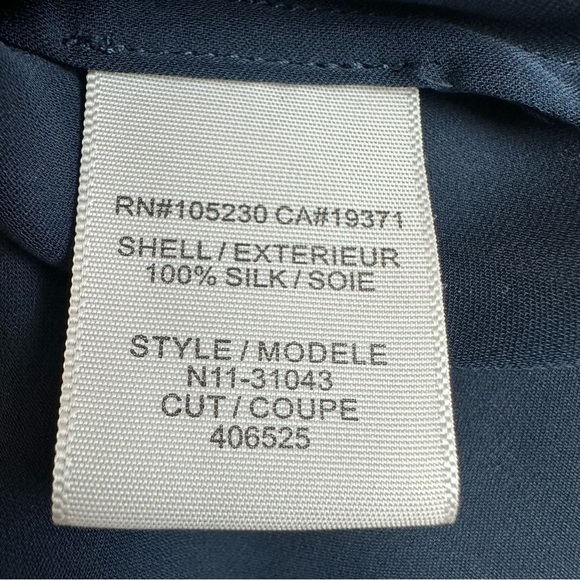 RN#105230 CA#19371
SHELL / EXTERIEUR
100% SILK / SOIE
STYLE / MODELE
N11-31043
CUT / COUPE
406525